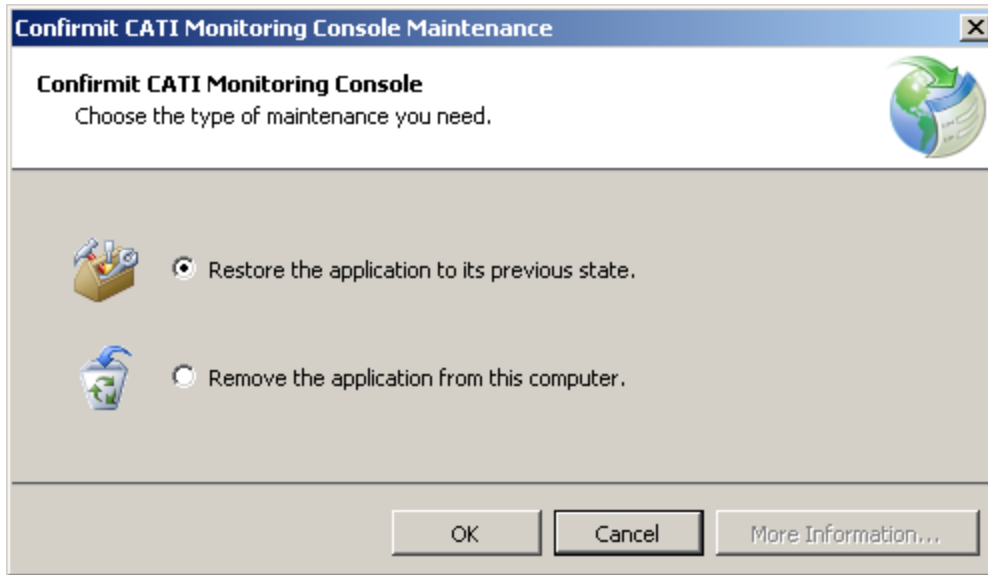 Confirmit CATI Monitoring Console Maintenance
Confirmit CATI Monitoring Console
Choose the type of maintenance you need.
Restore the application to its previous state.
Remove the application from this computer.
OK
Cancel
More Information...